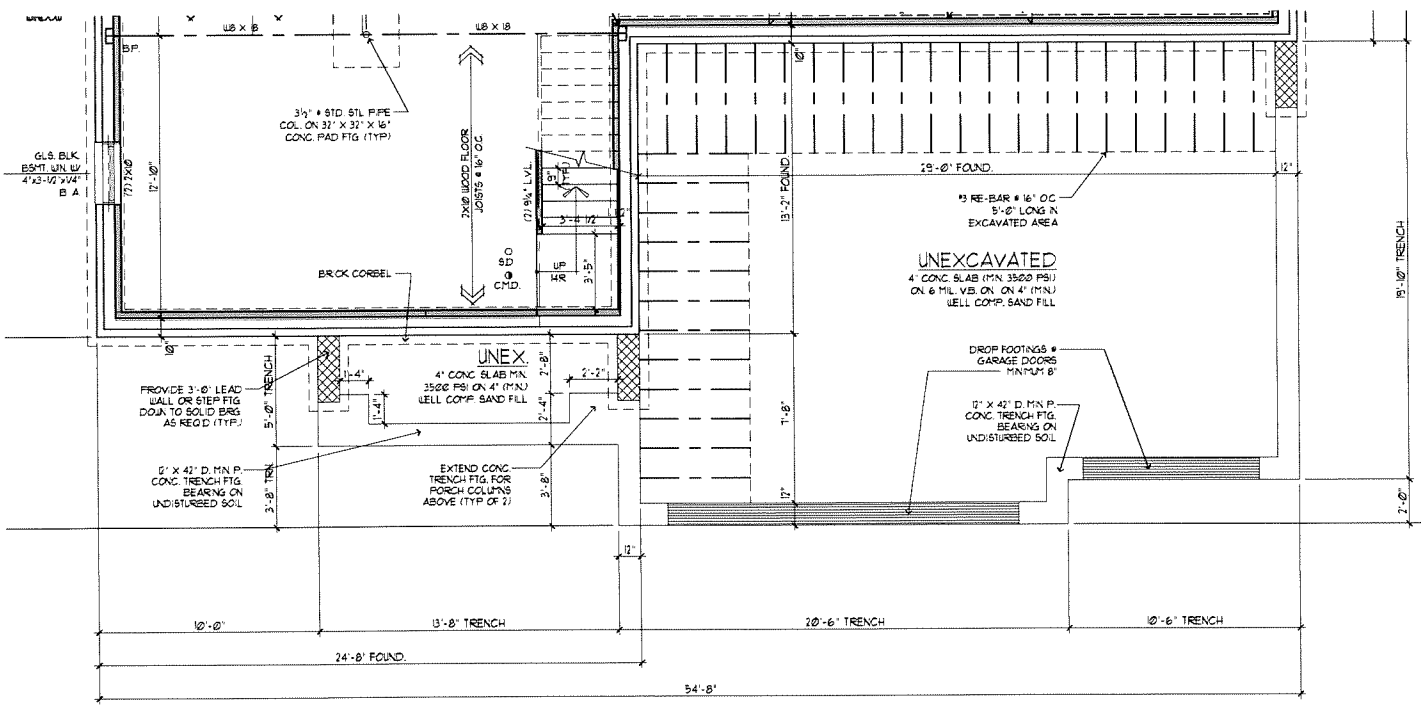 W8 X 18
W8 X 18
B.P.
10"
3½" ø STD. STL PIPE
COL. ON 32" X 32" X 16"
CONC. PAD FTG (TYP)
GLS. BLK.
BSMT. WN. W/
4"x3-1/2"x1/4"
B A
(2) 2X10
12'-10"
2X10 WOOD FLOOR
JOISTS @ 16" O.C.
(2) 9¼" LVL
9"
(TYP.)
3'-4 1/2"
12"
13'-2" FOUND.
29'-0" FOUND.
12"
#3 RE-BAR @ 16" O.C.
5'-0" LONG IN
EXCAVATED AREA
S.D.
C.M.D.
UP
14R
3'-5"
BRICK CORBEL
UNEXCAVATED
4" CONC. SLAB (MIN. 3500 PSI)
ON 6 MIL. V.B. ON ON 4" (MIN.)
WELL COMP. SAND FILL
19'-10" TRENCH
10"
UNEX.
4" CONC. SLAB MIN.
3500 PSI ON 4" (MIN.)
WELL COMP. SAND FILL
PROVIDE 3'-0" LEAD
WALL OR STEP FTG
DOWN TO SOLID BRG
AS REQ'D (TYP.)
5'-0" TRENCH
1'-4"
1'-4"
2'-2"
2'-8"
2'-4"
DROP FOOTINGS @
GARAGE DOORS
MINIMUM 8"
12" X 42" D. MIN P.
CONC. TRENCH FTG.
BEARING ON
UNDISTURBED SOIL
7'-8"
12" X 42" D. MIN P.
CONC. TRENCH FTG.
BEARING ON
UNDISTURBED SOIL
3'-8" TRN.
EXTEND CONC.
TRENCH FTG. FOR
PORCH COLUMNS
ABOVE (TYP OF 2)
3'-8"
12"
2'-0"
12"
10'-0"
13'-8" TRENCH
20'-6" TRENCH
10'-6" TRENCH
24'-8" FOUND.
54'-8"